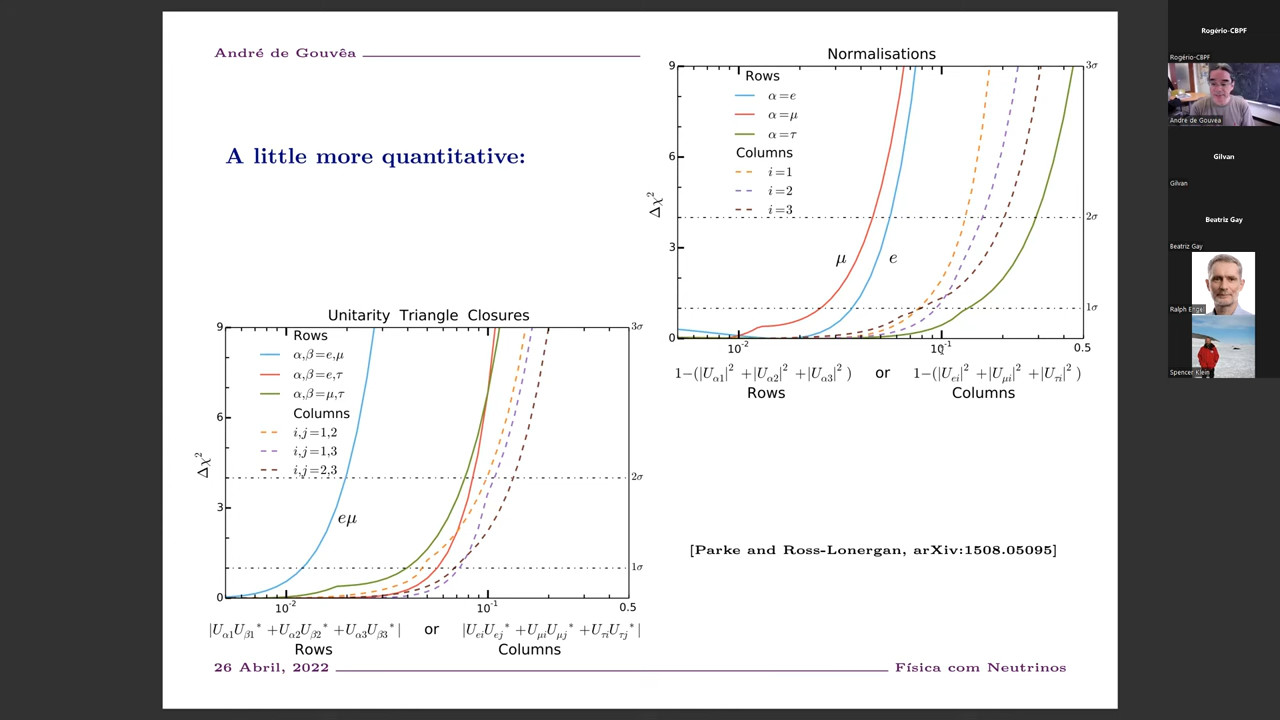 André de Gouvêa
A little more quantitative:
Normalisations
9
6
3
0
Δχ²
Rows
α=e
α=μ
α=τ
Columns
i=1
i=2
i=3
μ
e
3σ
2σ
1σ
10⁻²
10⁻¹
0.5
1−(|Uα1|² +|Uα2|² +|Uα3|² ) or 1−(|Uei|² +|Uμi|² +|Uτi|² )
Rows Columns
Unitarity Triangle Closures
9
6
3
0
Δχ²
Rows
α,β=e,μ
α,β=e,τ
α,β=μ,τ
Columns
i,j=1,2
i,j=1,3
i,j=2,3
eμ
3σ
2σ
1σ
10⁻²
10⁻¹
0.5
|Uα1Uβ1* +Uα2Uβ2* +Uα3Uβ3*| or |UeiUej* +UμiUμj* +UτiUτj*|
Rows Columns
[Parke and Ross-Lonergan, arXiv:1508.05095]
26 Abril, 2022
Física com Neutrinos
Rogério-CBPF
Rogério-CBPF
André de Gouvêa
Gilvan
Gilvan
Beatriz Gay
Beatriz Gay
Ralph Engel
Spencer Klein